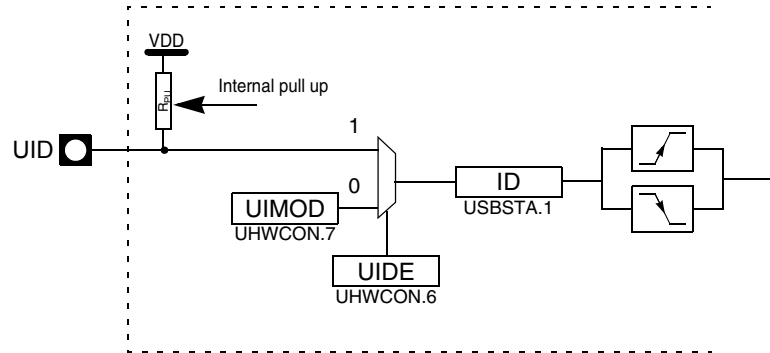 VDD
RPU
Internal pull up
UID
1
0
UIMOD
UHWCON.7
ID
USBSTA.1
UIDE
UHWCON.6